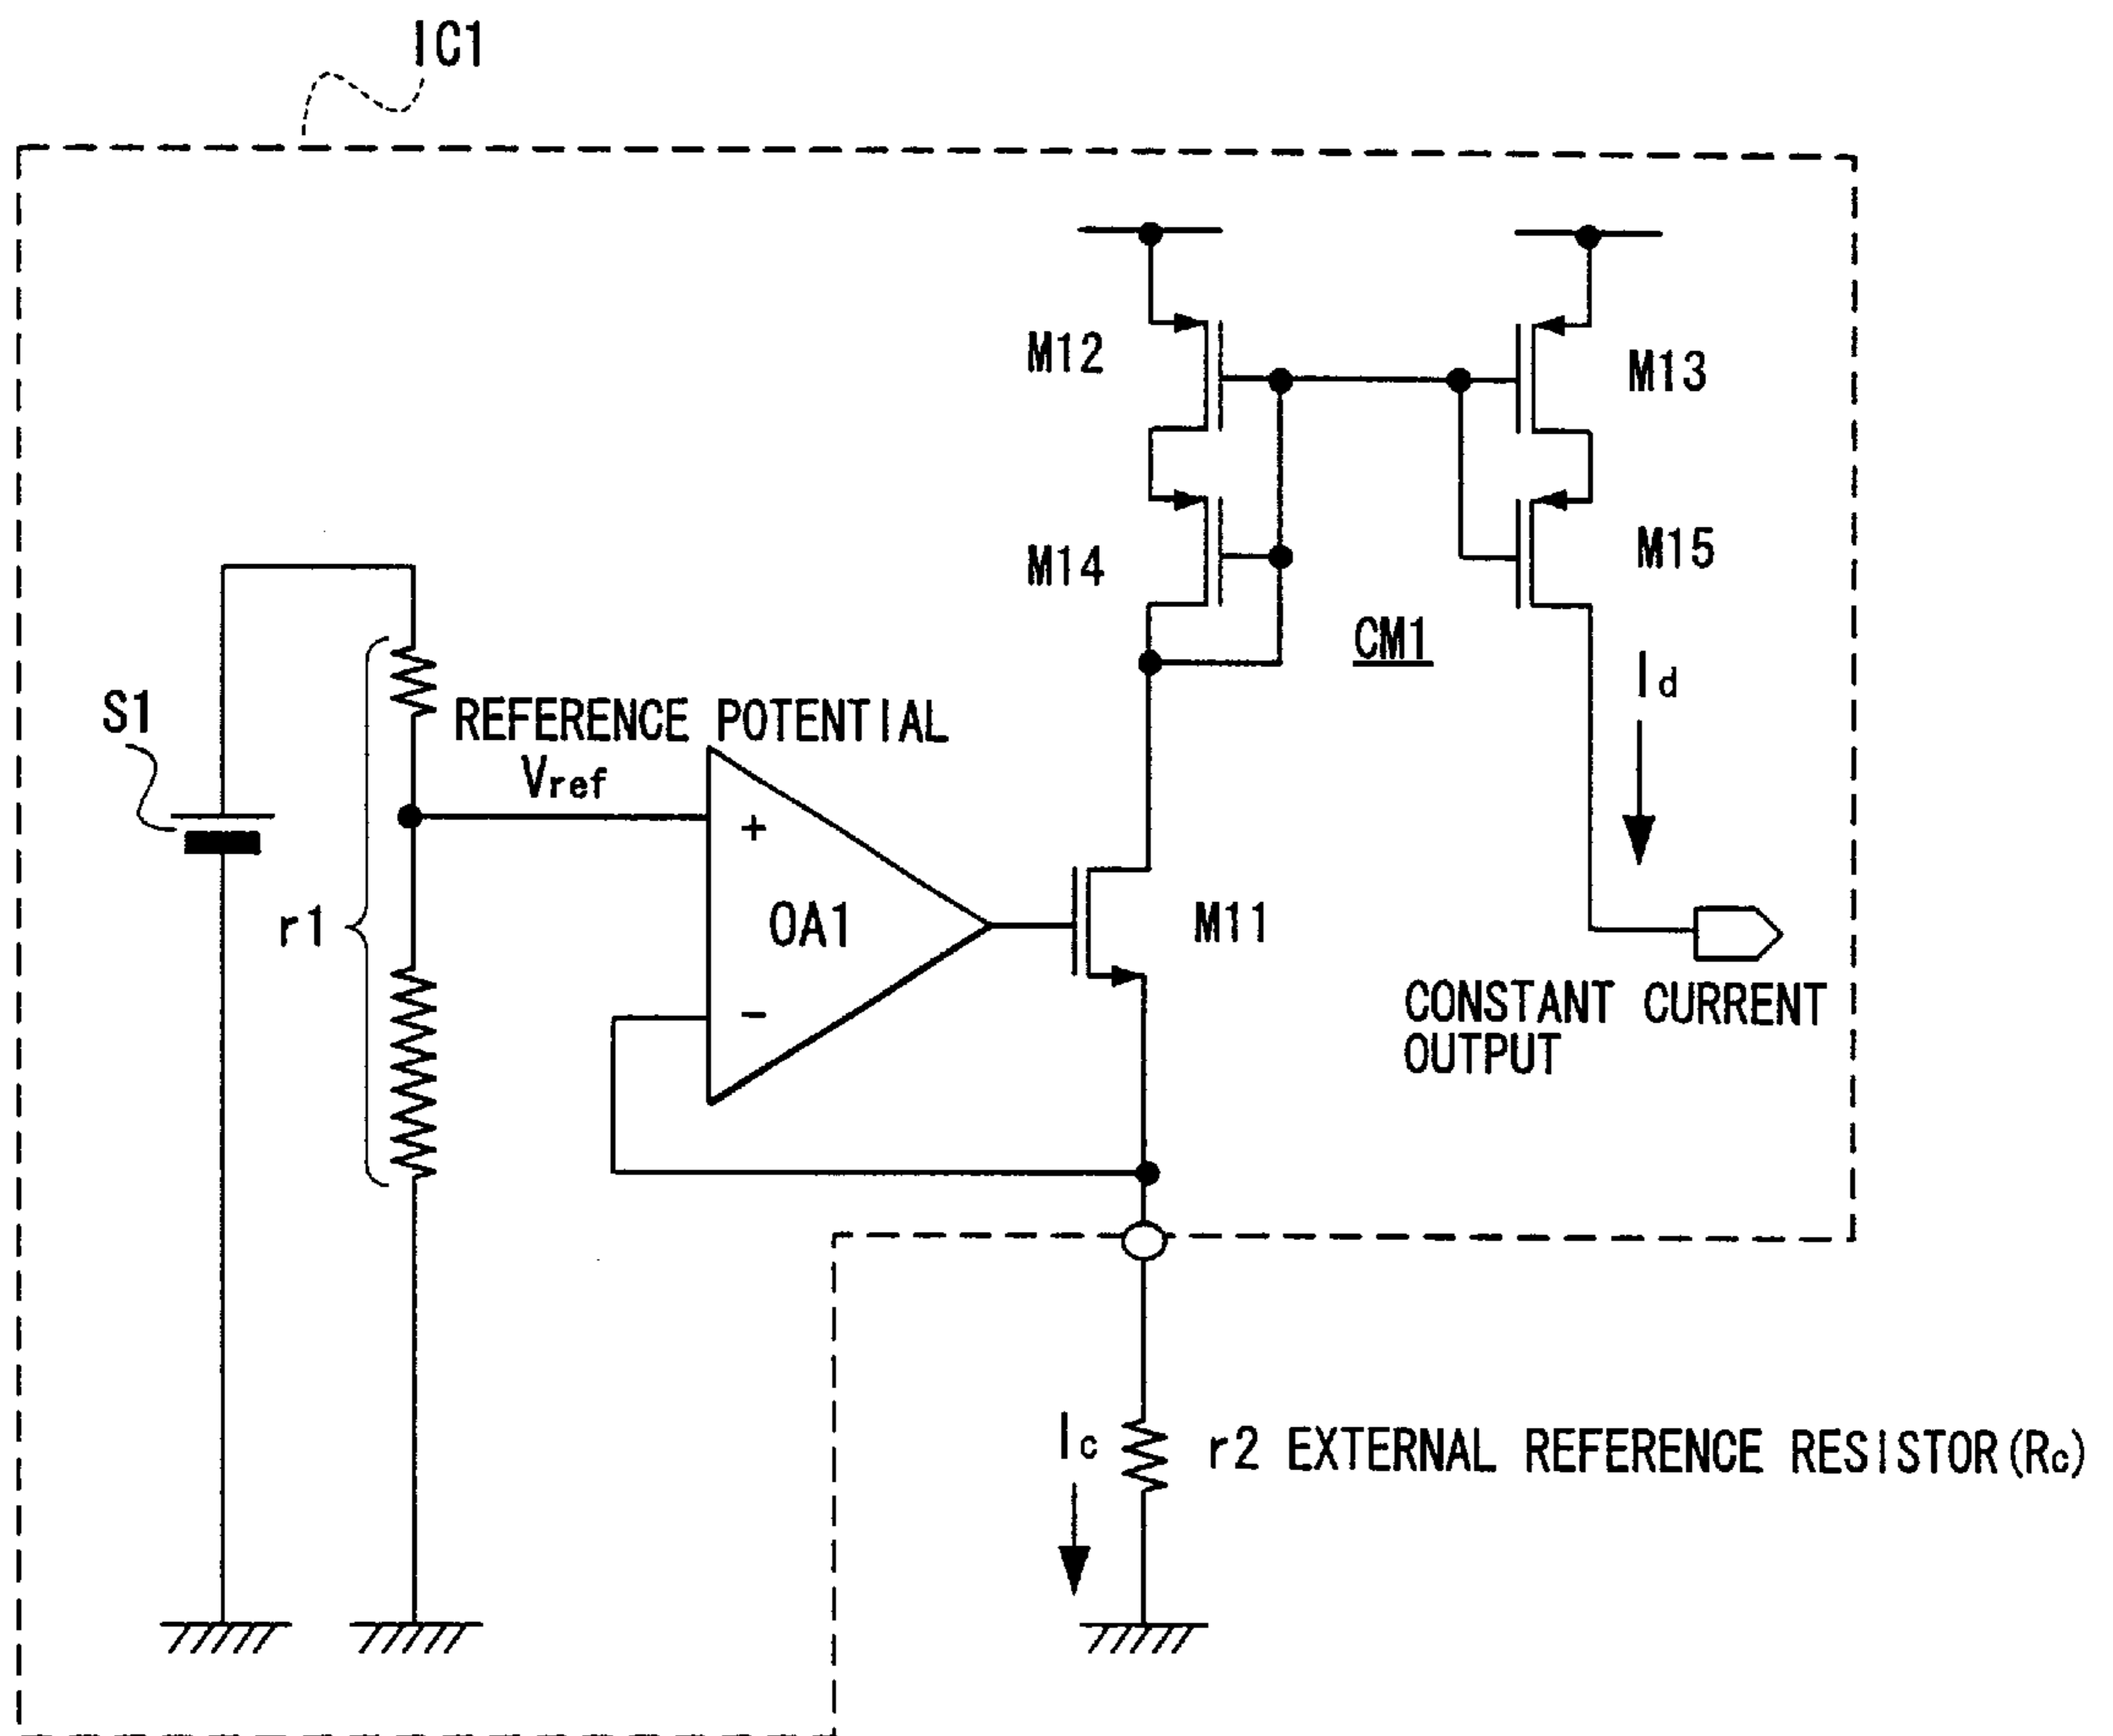 IC1
M12
M13
M14
M15
CM1
Id
S1
REFERENCE POTENTIAL
Vref
+
OA1
-
r1
M11
CONSTANT CURRENT
OUTPUT
Ic
r2 EXTERNAL REFERENCE RESISTOR(Rc)